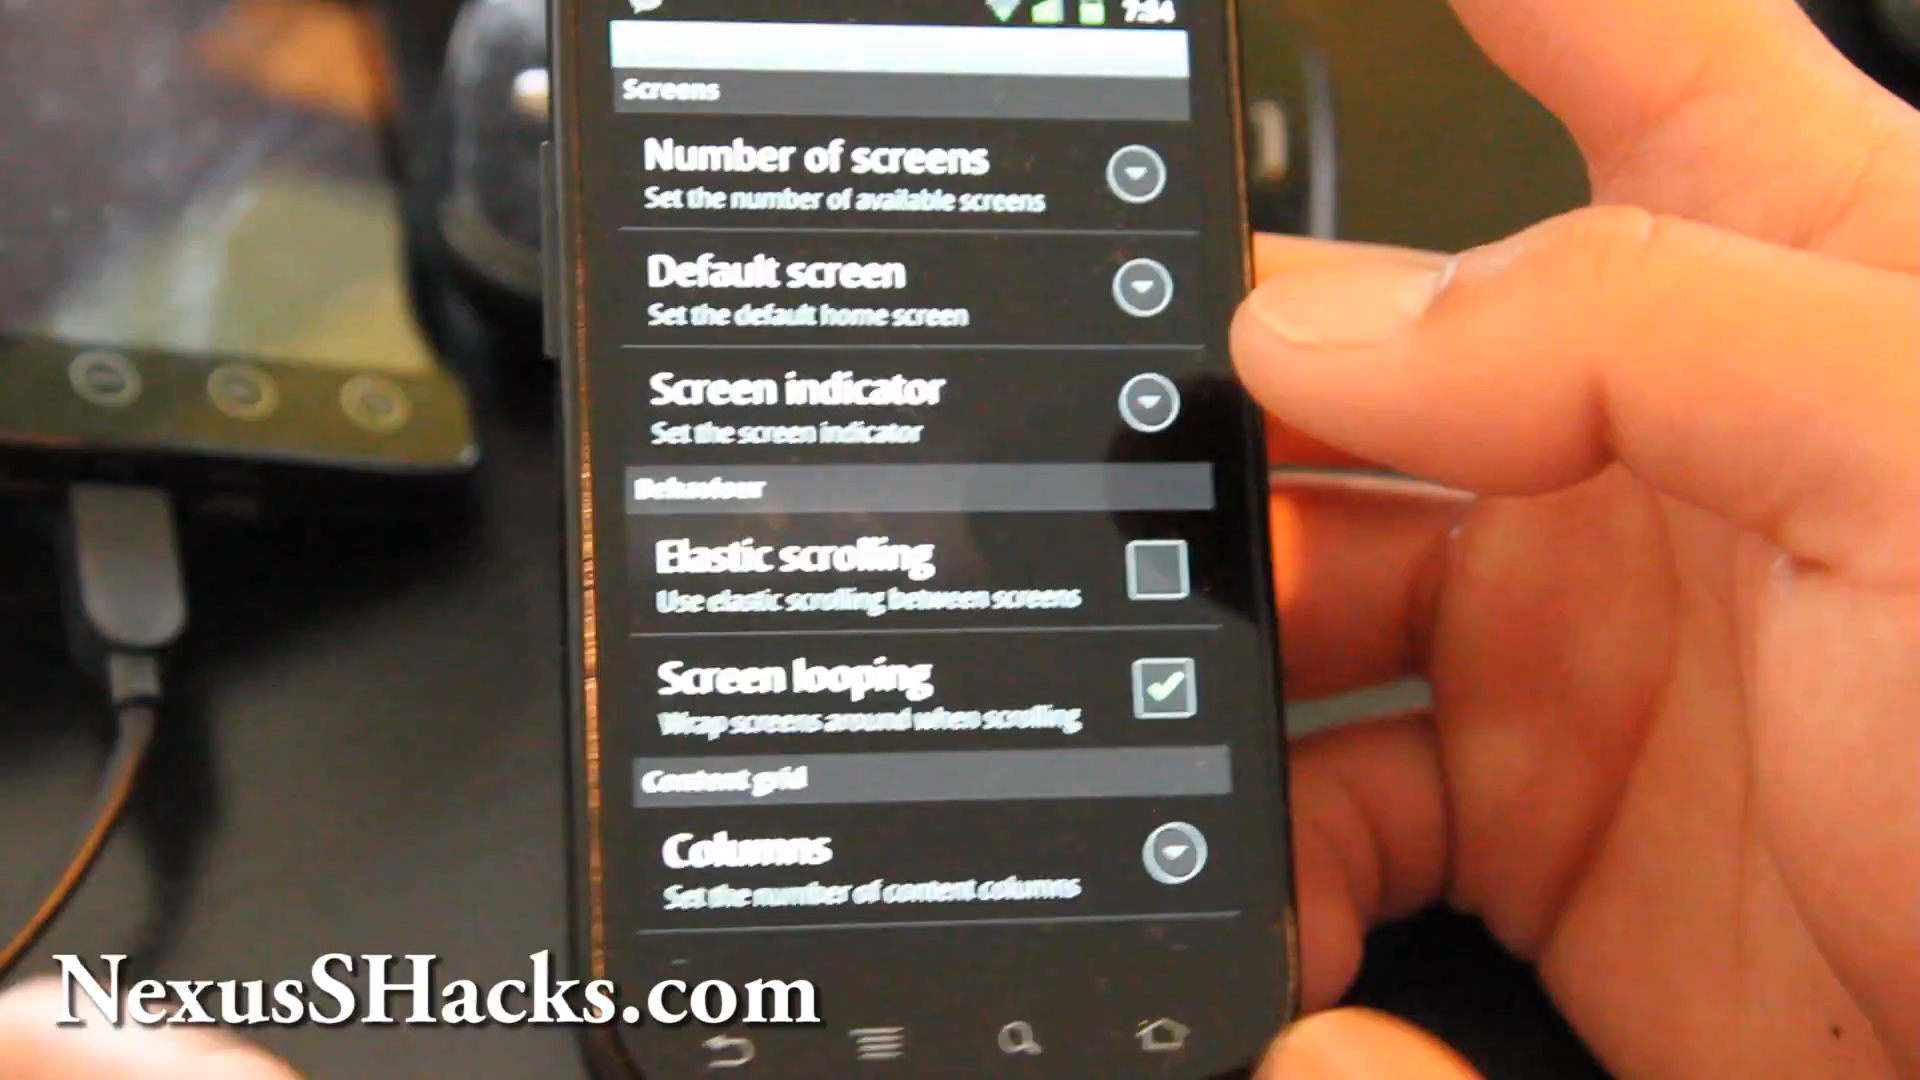 7:34
Screens
Number of screens
Set the number of available screens
Default screen
Set the default home screen
Screen indicator
Set the screen indicator
Behaviour
Elastic scrolling
Use elastic scrolling between screens
Screen looping
Wrap screens around when scrolling
Content grid
Columns
Set the number of content columns
NexusSHacks.com